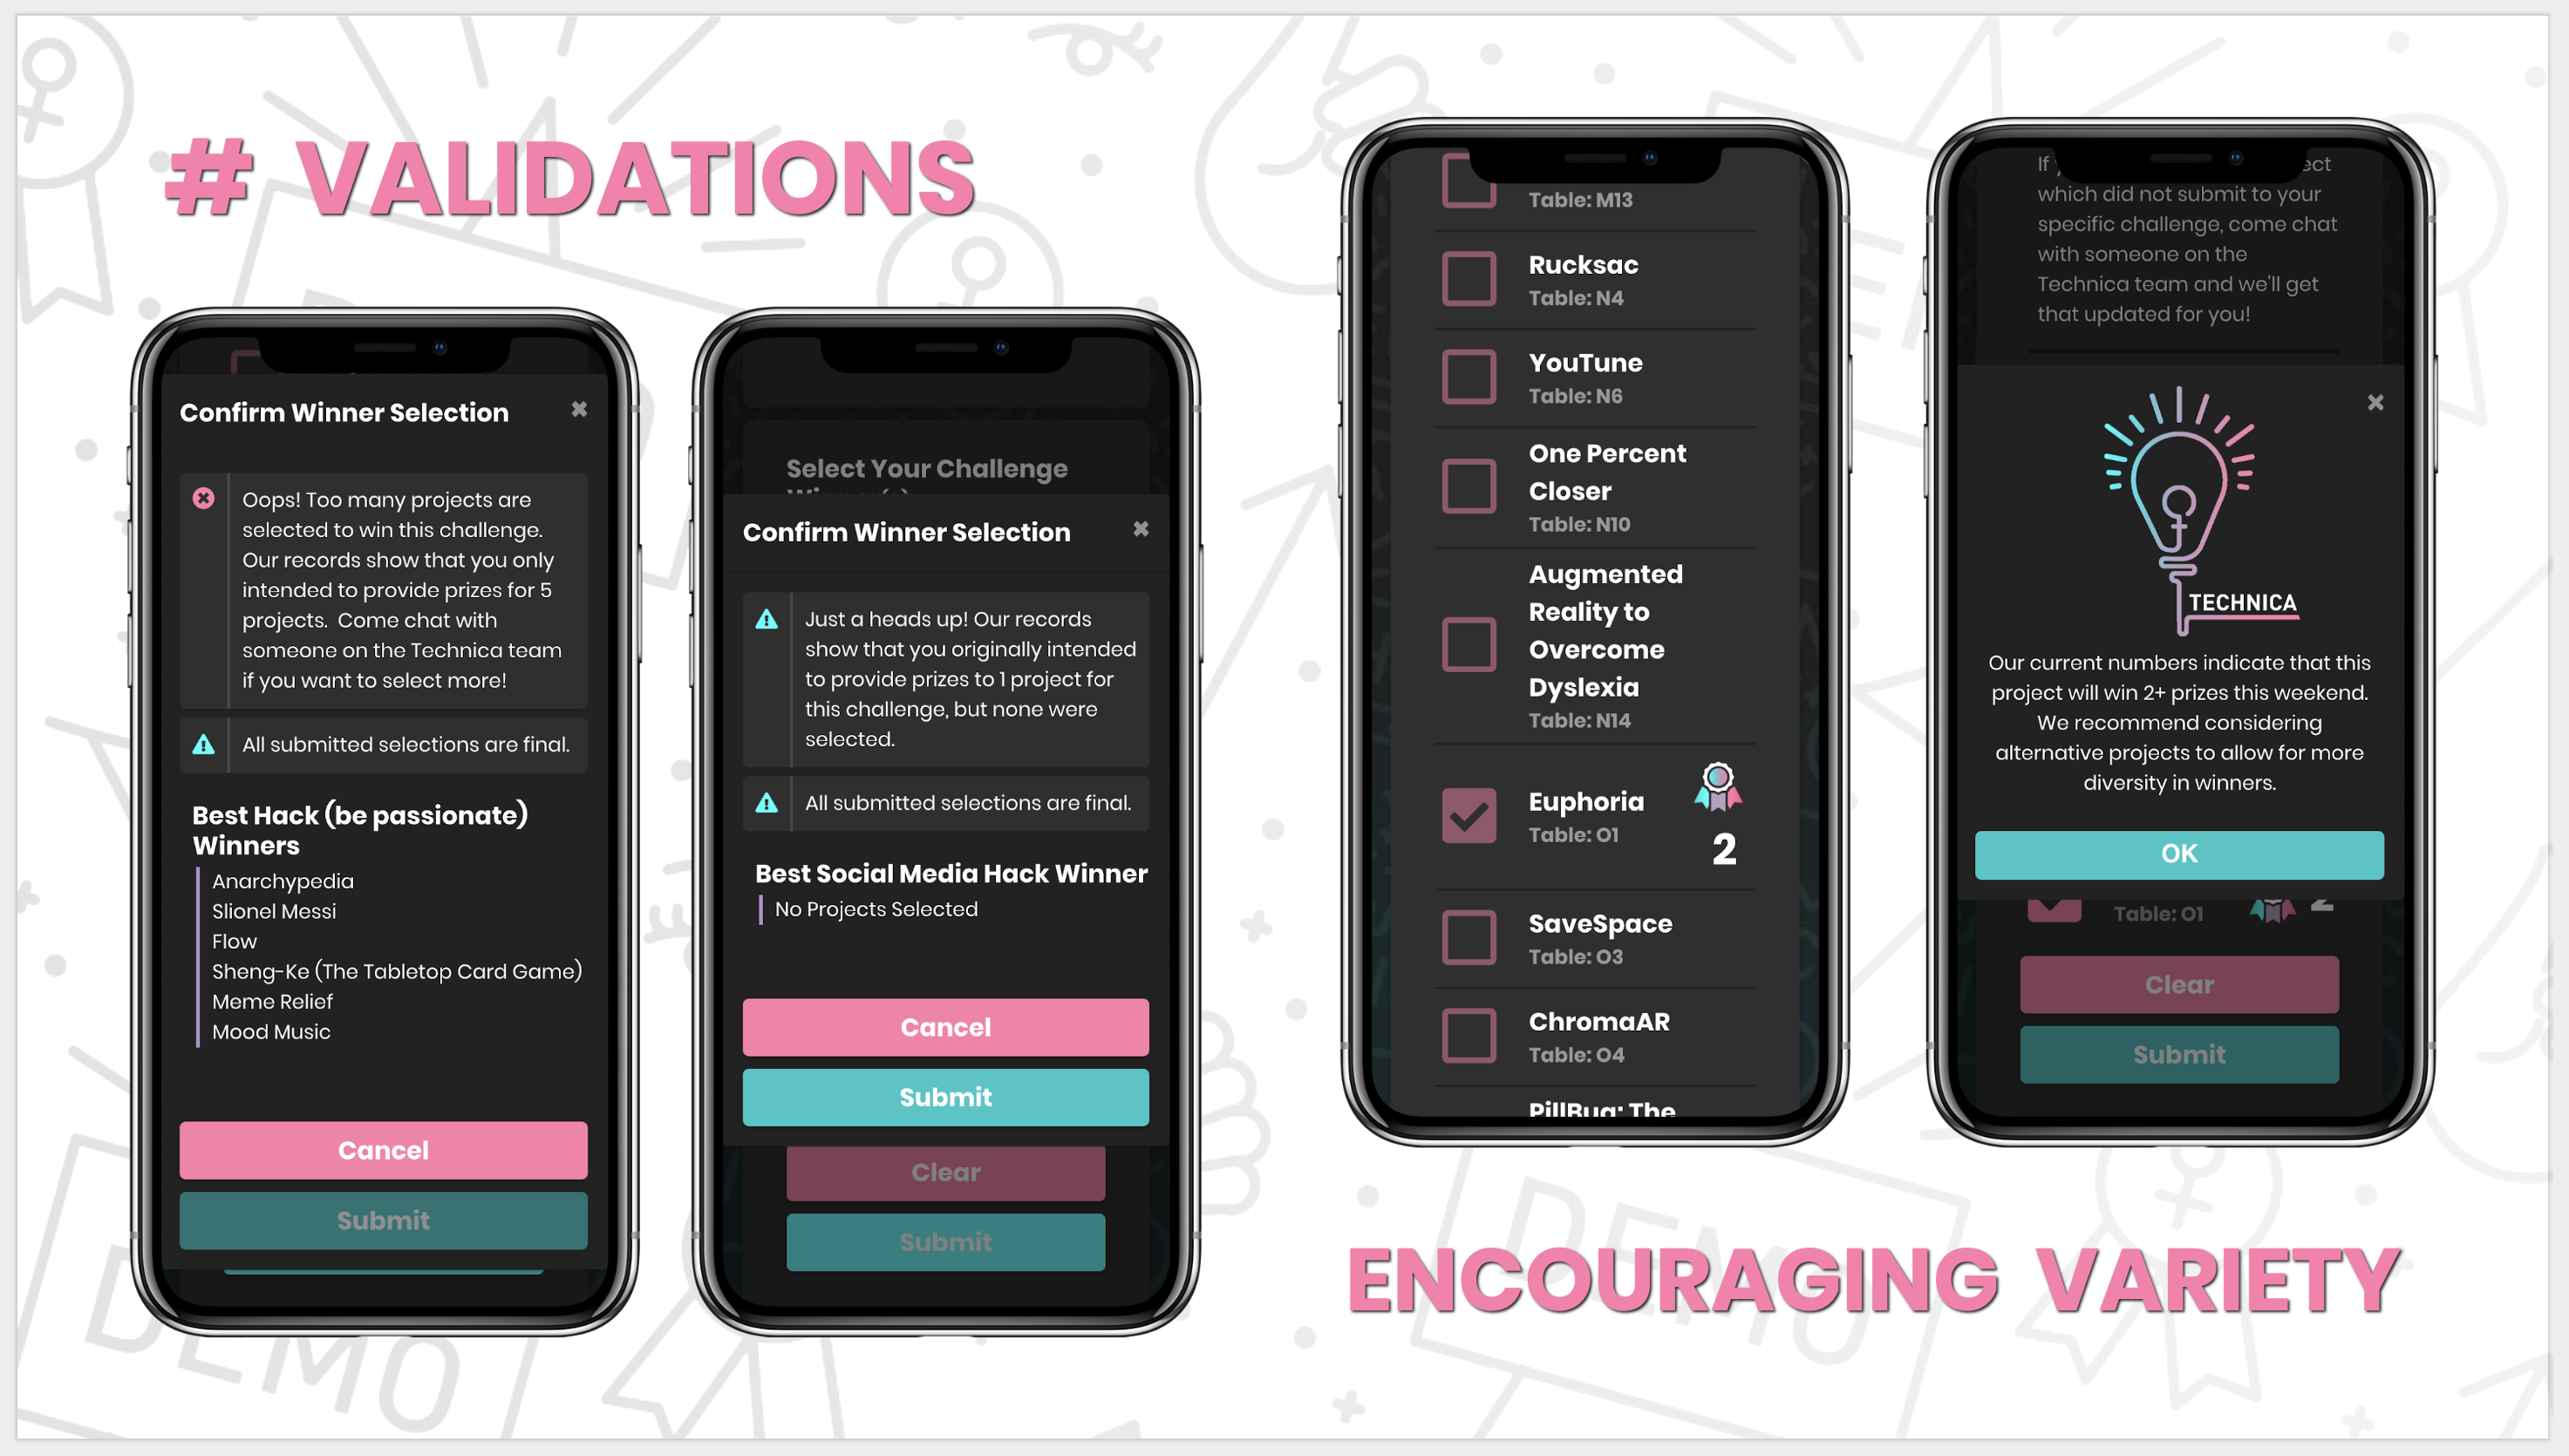 # VALIDATIONS
Confirm Winner Selection
Oops! Too many projects are
selected to win this challenge.
Our records show that you only
intended to provide prizes for 5
projects. Come chat with
someone on the Technica team
if you want to select more!
All submitted selections are final.
Best Hack (be passionate)
Winners
Anarchypedia
Slionel Messi
Flow
Sheng-Ke (The Tabletop Card Game)
Meme Relief
Mood Music
Cancel
Submit
Select Your Challenge
Confirm Winner Selection
Just a heads up! Our records
show that you originally intended
to provide prizes to 1 project for
this challenge, but none were
selected.
All submitted selections are final.
Best Social Media Hack Winner
No Projects Selected
Cancel
Submit
Clear
Submit
Table: M13
Rucksac
Table: N4
YouTune
Table: N6
One Percent
Closer
Table: N10
Augmented
Reality to
Overcome
Dyslexia
Table: N14
Euphoria
Table: O1
2
SaveSpace
Table: O3
ChromaAR
Table: O4
PillBug: The
If
which did not submit to your
specific challenge, come chat
with someone on the
Technica team and we'll get
that updated for you!
TECHNICA
Our current numbers indicate that this
project will win 2+ prizes this weekend.
We recommend considering
alternative projects to allow for more
diversity in winners.
OK
Table: O1
2
Clear
Submit
ENCOURAGING VARIETY
DEMO
DEMO